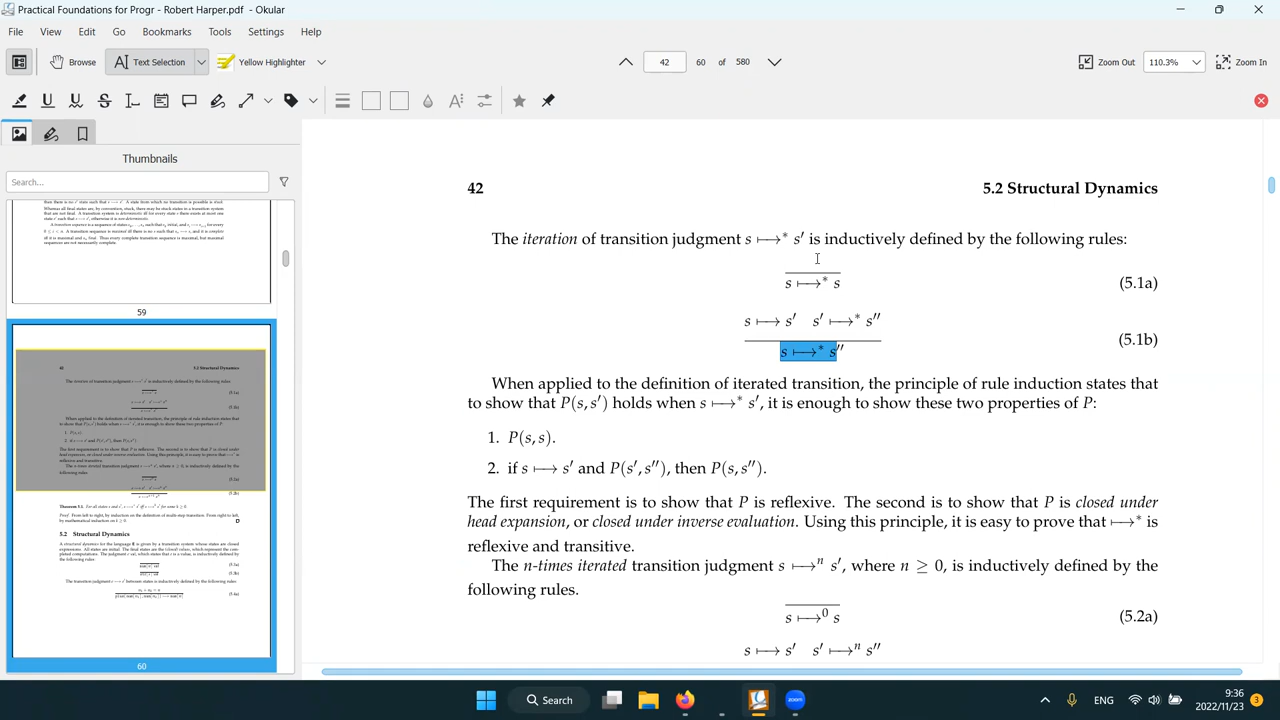 Practical Foundations for Progr - Robert Harper.pdf - Okular
File View Edit Go Bookmarks Tools Settings Help
Browse Text Selection Yellow Highlighter 42 60 of 580 Zoom Out 110.3% Zoom In
Thumbnails
Search...
59
60
42 5.2 Structural Dynamics
The iteration of transition judgment s ⟼* s′ is inductively defined by the following rules:
s ⟼* s (5.1a)
s ⟼ s′ s′ ⟼* s″
(5.1b)
s ⟼* s″
When applied to the definition of iterated transition, the principle of rule induction states that
to show that P(s, s′) holds when s ⟼* s′, it is enough to show these two properties of P:
1. P(s, s).
2. if s ⟼ s′ and P(s′, s″), then P(s, s″).
The first requirement is to show that P is reflexive. The second is to show that P is closed under
head expansion, or closed under inverse evaluation. Using this principle, it is easy to prove that ⟼* is
reflexive and transitive.
The n-times iterated transition judgment s ⟼ⁿ s′, where n ≥ 0, is inductively defined by the
following rules.
s ⟼⁰ s (5.2a)
s ⟼ s′ s′ ⟼ⁿ s″
Search
ENG
9:36
2022/11/23
3